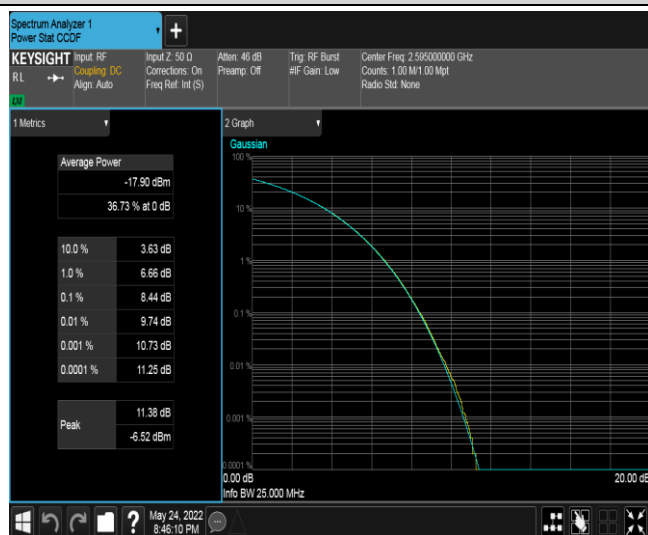 Spectrum Analyzer 1
Power Stat CCDF
+
KEYSIGHT
RL
Input: RF
Coupling: DC
Align: Auto
Input Z: 50 Ω
Corrections: On
Freq Ref: Int (S)
Atten: 46 dB
Preamp: Off
Trig: RF Burst
#IF Gain: Low
Center Freq: 2.595000000 GHz
Counts: 1.00 M/1.00 Mpt
Radio Std: None
1 Metrics
Average Power
-17.90 dBm
36.73 % at 0 dB
10.0 % 3.63 dB
1.0 % 6.66 dB
0.1 % 8.44 dB
0.01 % 9.74 dB
0.001 % 10.73 dB
0.0001 % 11.25 dB
Peak
11.38 dB
-6.52 dBm
2 Graph
Gaussian
100 %
10 %
1 %
0.1 %
0.01 %
0.001 %
0.0001 %
0.00 dB
20.00 dB
Info BW 25.000 MHz
?
May 24, 2022
8:46:10 PM